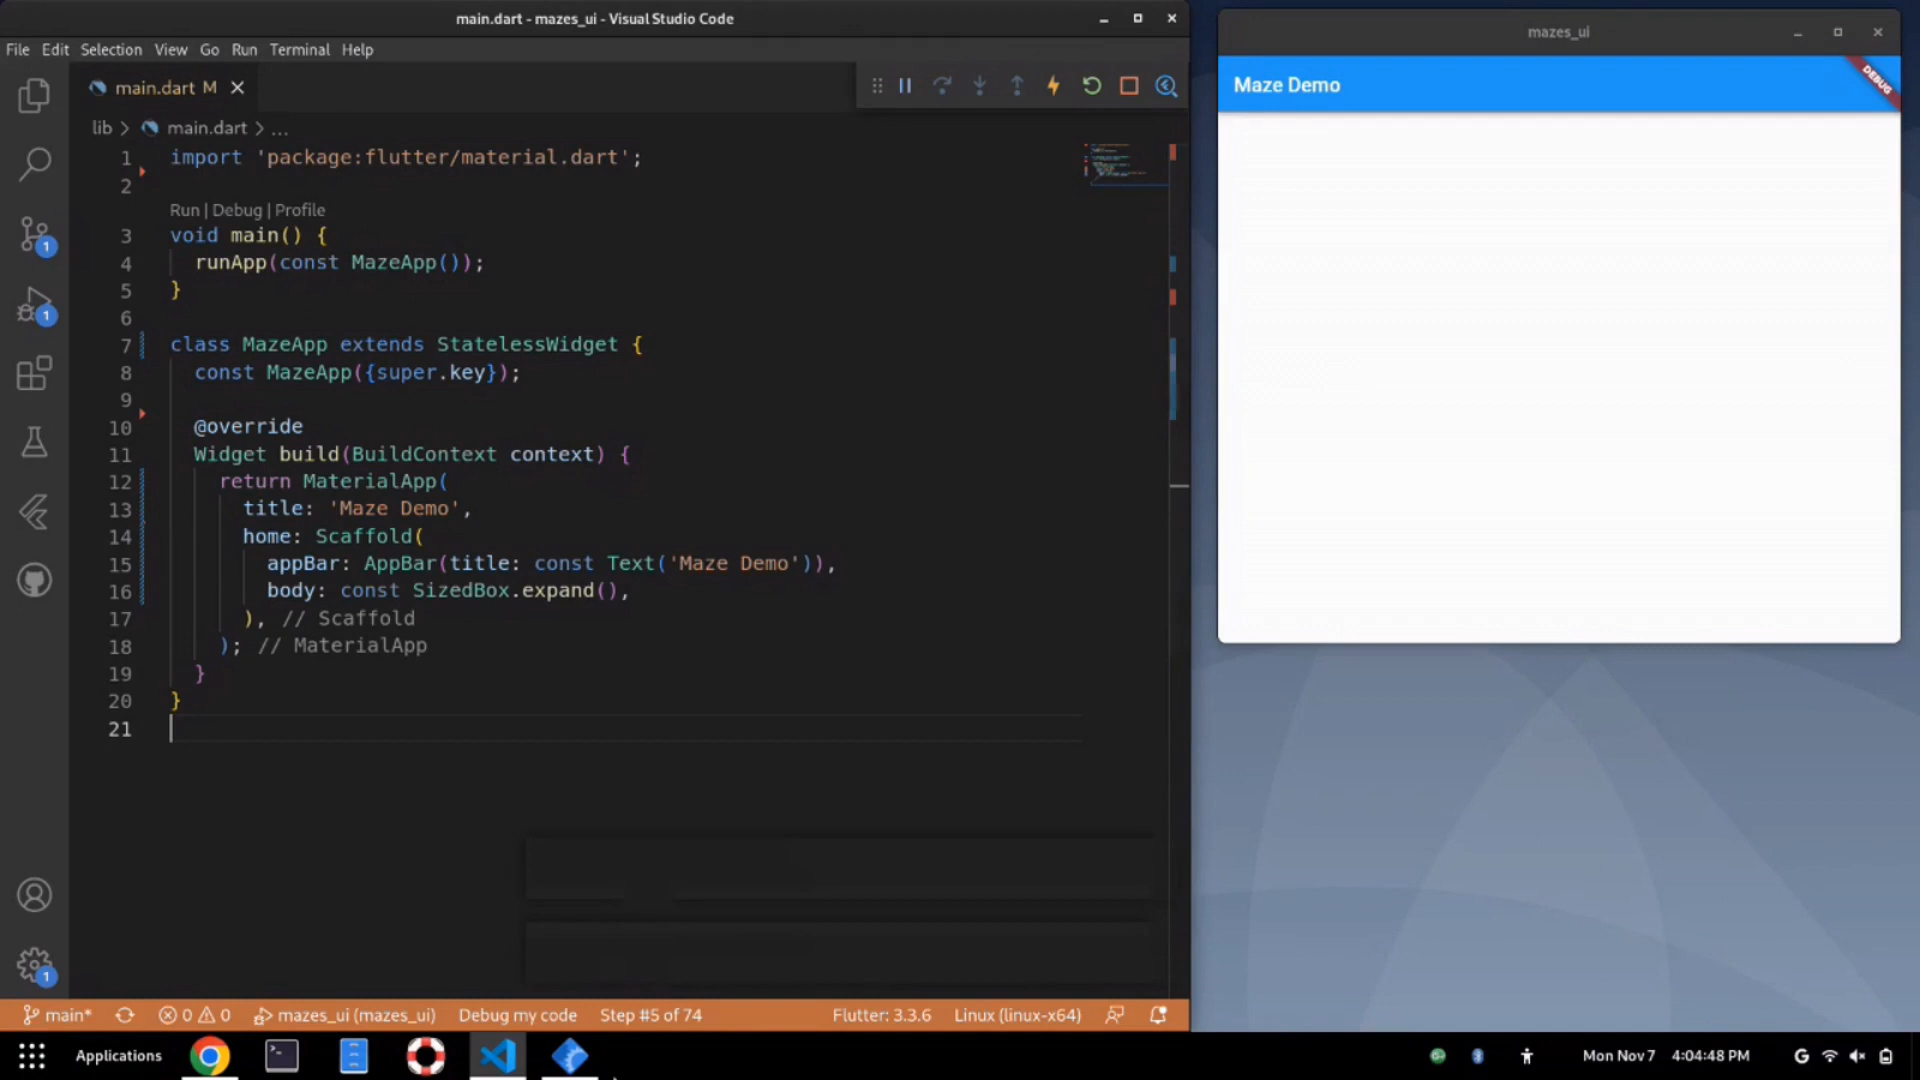 main.dart - mazes_ui - Visual Studio Code
File Edit Selection View Go Run Terminal Help
main.dart M
lib > main.dart > ...
1 import 'package:flutter/material.dart';
2
Run | Debug | Profile
3 void main() {
4 runApp(const MazeApp());
5 }
6
7 class MazeApp extends StatelessWidget {
8 const MazeApp({super.key});
9
10 @override
11 Widget build(BuildContext context) {
12 return MaterialApp(
13 title: 'Maze Demo',
14 home: Scaffold(
15 appBar: AppBar(title: const Text('Maze Demo')),
16 body: const SizedBox.expand(),
17 ), // Scaffold
18 ); // MaterialApp
19 }
20 }
21
1
1
1
main* 0 0 mazes_ui (mazes_ui) Debug my code Step #5 of 74 Flutter: 3.3.6 Linux (linux-x64)
mazes_ui
Maze Demo
DEBUG
Applications
Mon Nov 7 4:04:48 PM
G